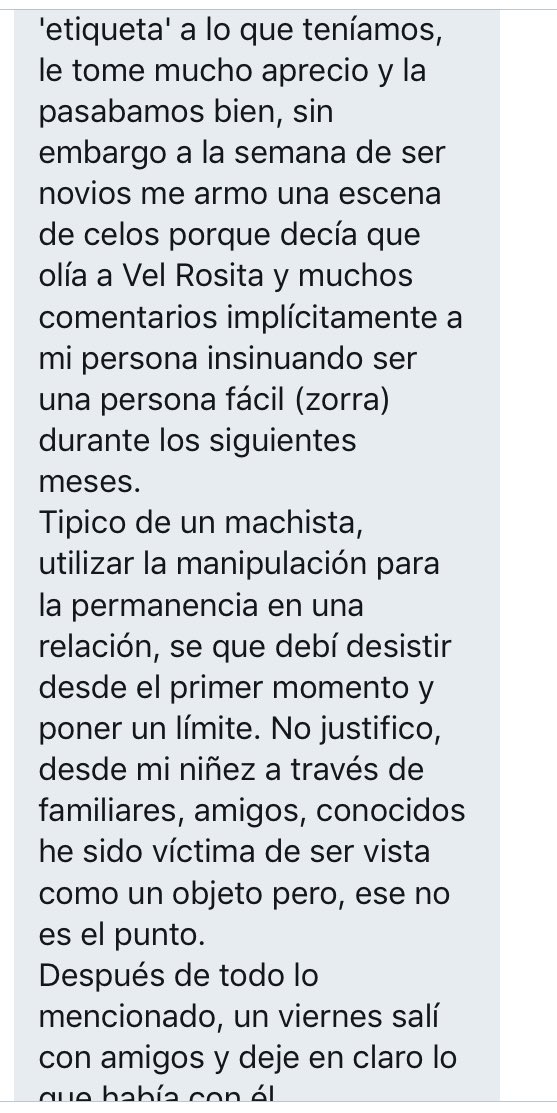 'etiqueta' a lo que teníamos,
le tome mucho aprecio y la
pasabamos bien, sin
embargo a la semana de ser
novios me armo una escena
de celos porque decía que
olía a Vel Rosita y muchos
comentarios implícitamente a
mi persona insinuando ser
una persona fácil (zorra)
durante los siguientes
meses.
Tipico de un machista,
utilizar la manipulación para
la permanencia en una
relación, se que debí desistir
desde el primer momento y
poner un límite. No justifico,
desde mi niñez a través de
familiares, amigos, conocidos
he sido víctima de ser vista
como un objeto pero, ese no
es el punto.
Después de todo lo
mencionado, un viernes salí
con amigos y deje en claro lo
que había con él